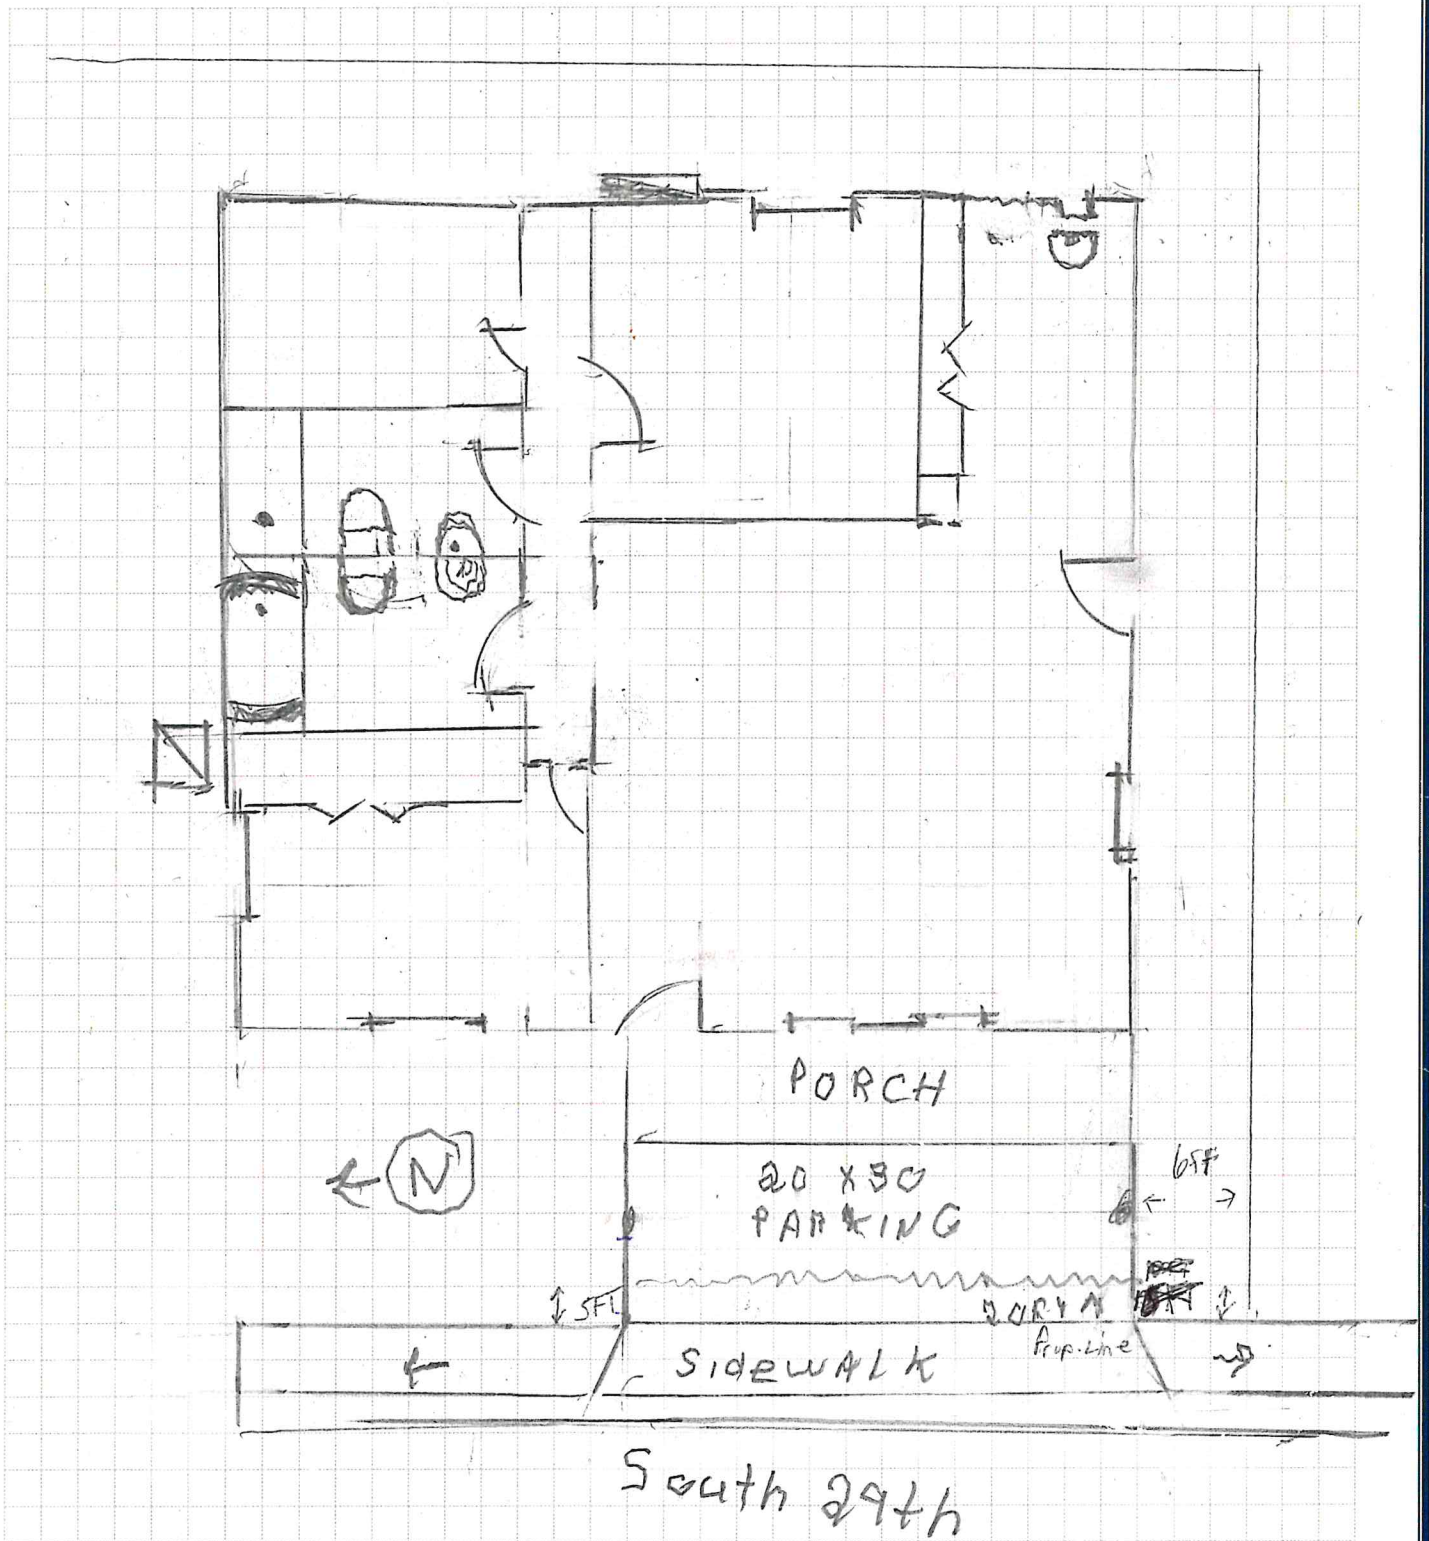 PORCH
20 x 30
PARKING
6FT
N
5FT
Prop. Line
SIDEWALK
South 29th